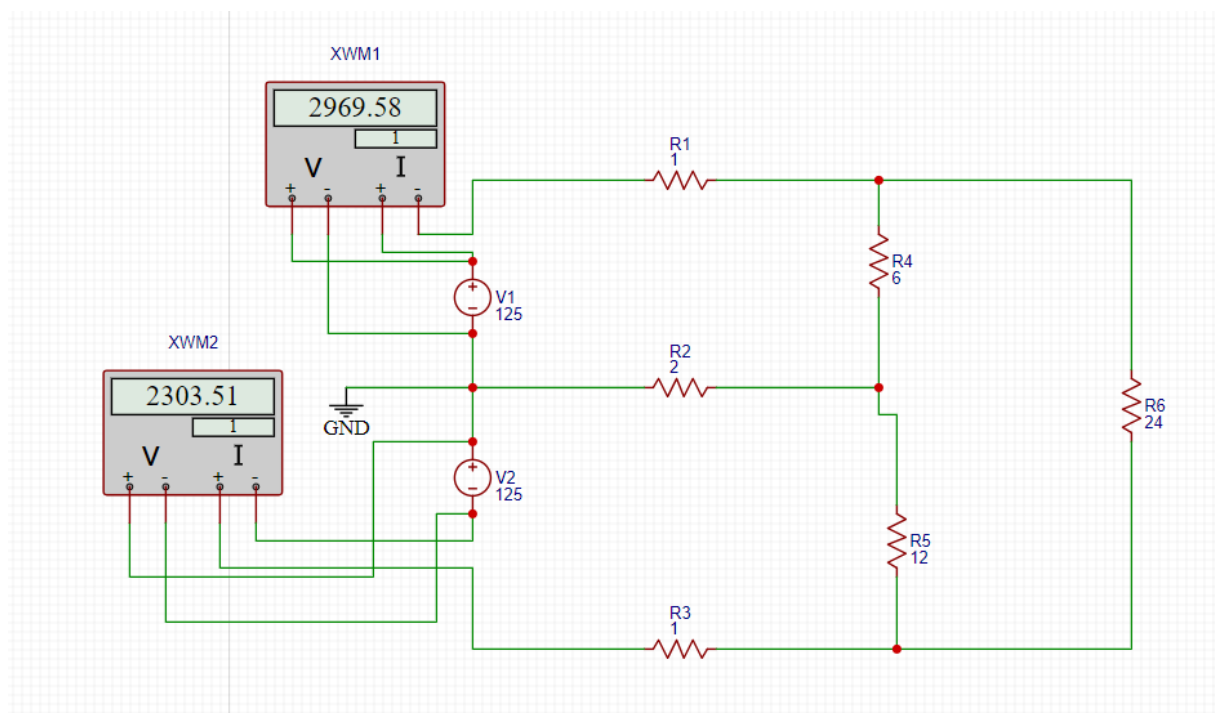 XWM1
2969.58
1
V I
+ - + -
R1
1
R4
6
V1
125
XWM2
2303.51
1
V I
+ - + -
GND
R2
2
R6
24
V2
125
R5
12
R3
1